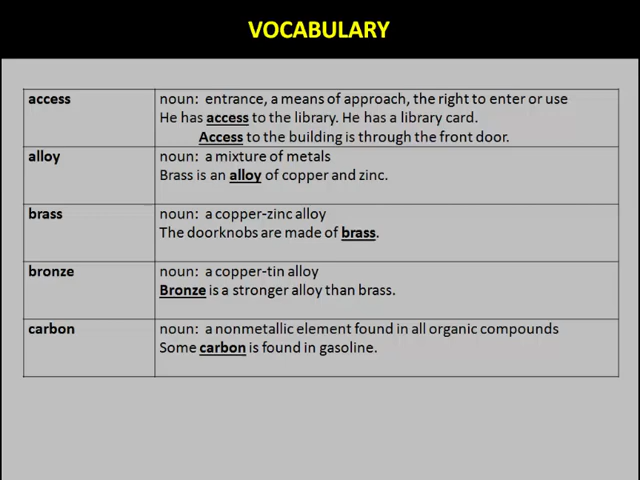 VOCABULARY
access
noun: entrance, a means of approach, the right to enter or use
He has access to the library. He has a library card.
Access to the building is through the front door.
alloy
noun: a mixture of metals
Brass is an alloy of copper and zinc.
brass
noun: a copper-zinc alloy
The doorknobs are made of brass.
bronze
noun: a copper-tin alloy
Bronze is a stronger alloy than brass.
carbon
noun: a nonmetallic element found in all organic compounds
Some carbon is found in gasoline.